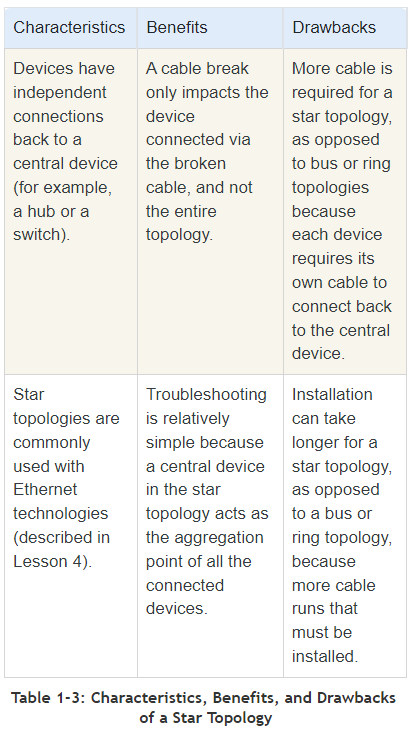 Characteristics
Benefits
Drawbacks
Devices have
independent
connections
back to a
central device
(for example,
a hub or a
switch).
A cable break
only impacts the
device
connected via
the broken
cable, and not
the entire
topology.
More cable is
required for a
star topology,
as opposed
to bus or ring
topologies
because
each device
requires its
own cable to
connect back
to the central
device.
Star
topologies are
commonly
used with
Ethernet
technologies
(described in
Lesson 4).
Troubleshooting
is relatively
simple because
a central device
in the star
topology acts as
the aggregation
point of all the
connected
devices.
Installation
can take
longer for a
star topology,
as opposed
to a bus or
ring topology,
because
more cable
runs that
must be
installed.
Table 1-3: Characteristics, Benefits, and Drawbacks
of a Star Topology